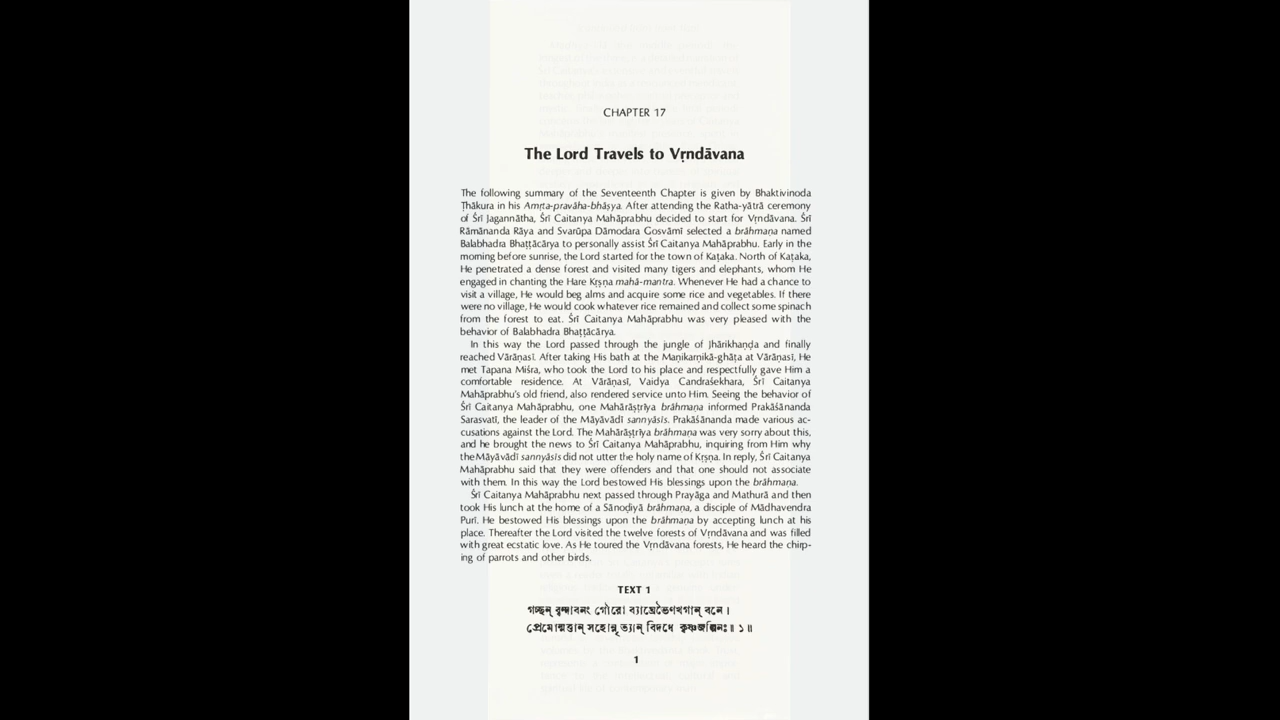 CHAPTER 17
The Lord Travels to Vṛndāvana
The following summary of the Seventeenth Chapter is given by Bhaktivinoda
Ṭhākura in his Amṛta-pravāha-bhāṣya. After attending the Ratha-yātrā ceremony
of Śrī Jagannātha, Śrī Caitanya Mahāprabhu decided to start for Vṛndāvana. Śrī
Rāmānanda Rāya and Svarūpa Dāmodara Gosvāmī selected a brāhmaṇa named
Balabhadra Bhaṭṭācārya to personally assist Śrī Caitanya Mahāprabhu. Early in the
morning before sunrise, the Lord started for the town of Kaṭaka. North of Kaṭaka,
He penetrated a dense forest and visited many tigers and elephants, whom He
engaged in chanting the Hare Kṛṣṇa mahā-mantra. Whenever He had a chance to
visit a village, He would beg alms and acquire some rice and vegetables. If there
were no village, He would cook whatever rice remained and collect some spinach
from the forest to eat. Śrī Caitanya Mahāprabhu was very pleased with the
behavior of Balabhadra Bhaṭṭācārya.
In this way the Lord passed through the jungle of Jhārikhaṇḍa and finally
reached Vārāṇasī. After taking His bath at the Maṇikarṇikā-ghāṭa at Vārāṇasī, He
met Tapana Miśra, who took the Lord to his place and respectfully gave Him a
comfortable residence. At Vārāṇasī, Vaidya Candraśekhara, Śrī Caitanya
Mahāprabhu's old friend, also rendered service unto Him. Seeing the behavior of
Śrī Caitanya Mahāprabhu, one Mahārāṣṭrīya brāhmaṇa informed Prakāśānanda
Sarasvatī, the leader of the Māyāvādī sannyāsīs. Prakāśānanda made various ac-
cusations against the Lord. The Mahārāṣṭrīya brāhmaṇa was very sorry about this,
and he brought the news to Śrī Caitanya Mahāprabhu, inquiring from Him why
the Māyāvādī sannyāsīs did not utter the holy name of Kṛṣṇa. In reply, Śrī Caitanya
Mahāprabhu said that they were offenders and that one should not associate
with them. In this way the Lord bestowed His blessings upon the brāhmaṇa.
Śrī Caitanya Mahāprabhu next passed through Prayāga and Mathurā and then
took His lunch at the home of a Sānoḍiyā brāhmaṇa, a disciple of Mādhavendra
Purī. He bestowed His blessings upon the brāhmaṇa by accepting lunch at his
place. Thereafter the Lord visited the twelve forests of Vṛndāvana and was filled
with great ecstatic love. As He toured the Vṛndāvana forests, He heard the chirp-
ing of parrots and other birds.
TEXT 1
গচ্ছন্ বৃন্দাবনং গৌরো ব্যাঘ্রেভৈণখগান্ বনে।
প্রেমোন্মত্তান্ সহোন্নৃত্যান্ বিদধে কৃষ্ণজল্পিনঃ॥ ১॥
1